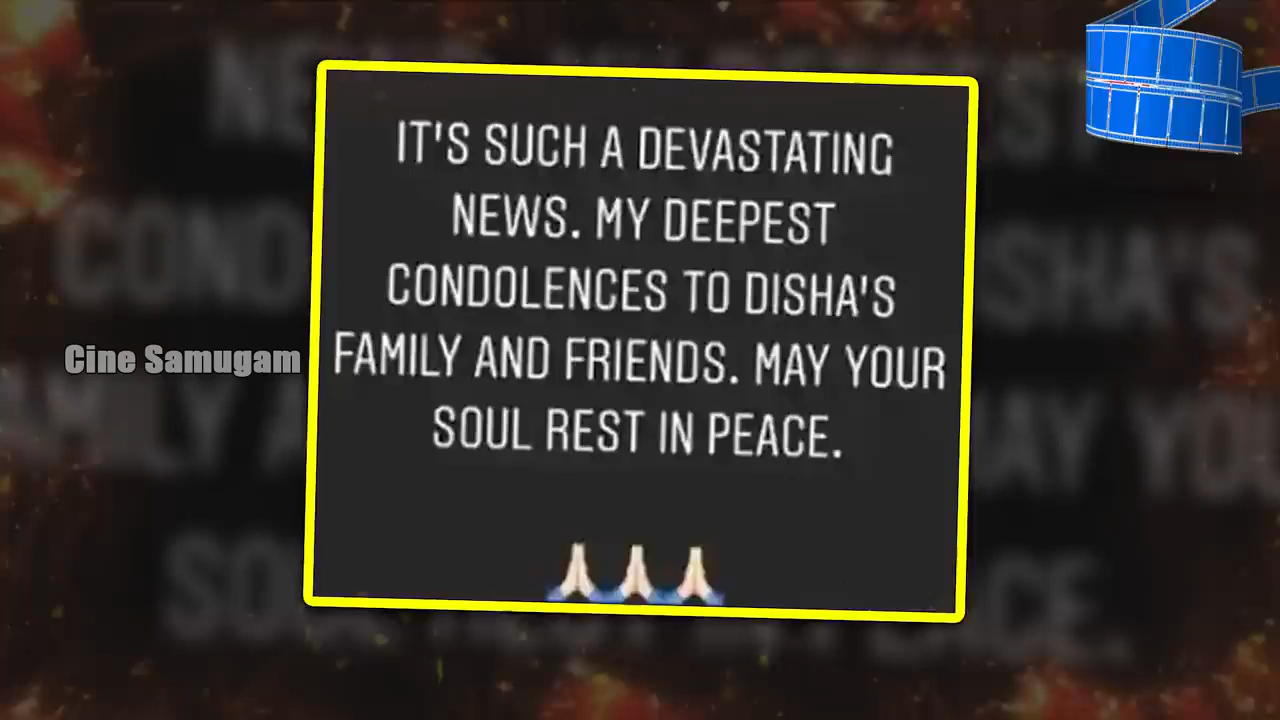 IT'S SUCH A DEVASTATING
NEWS. MY DEEPEST
CONDOLENCES TO DISHA'S
FAMILY AND FRIENDS. MAY YOUR
SOUL REST IN PEACE.
🙏🏻🙏🏻🙏🏻
Cine Samugam